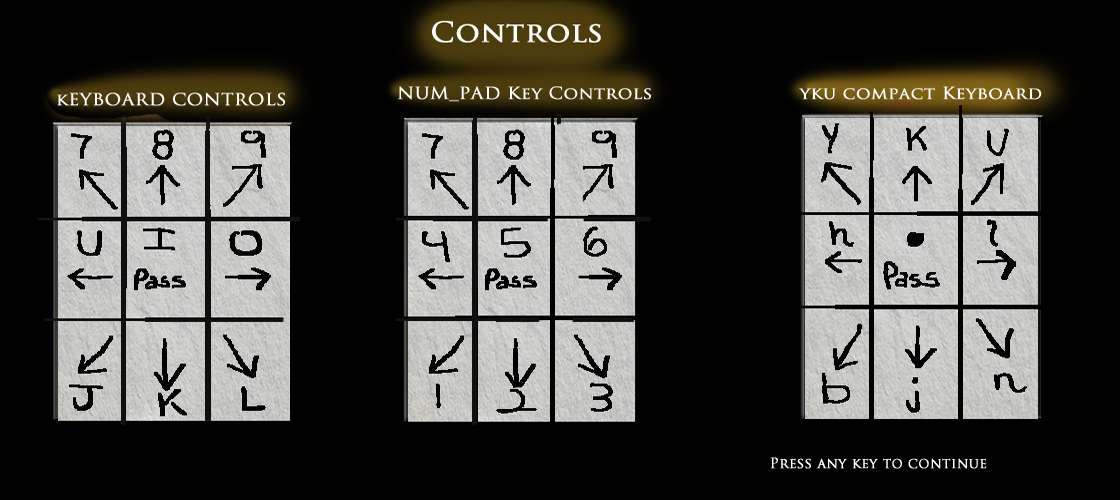 CONTROLS
KEYBOARD CONTROLS
7 8 9
U I O
Pass
J K L
NUM_PAD KEY CONTROLS
7 8 9
4 5 6
Pass
1 2 3
YKU COMPACT KEYBOARD
Y K U
h .
Pass
b j n
PRESS ANY KEY TO CONTINUE